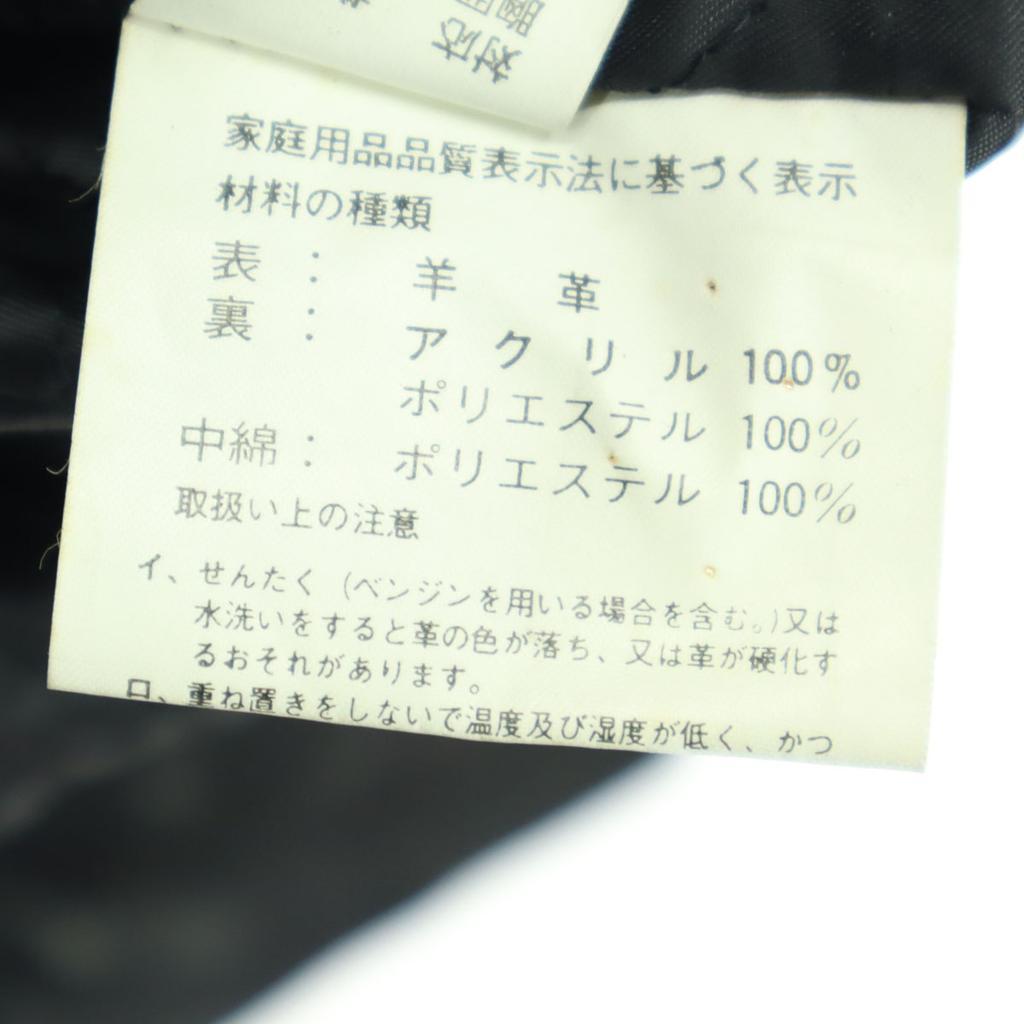 対応
家庭用品品質表示法に基づく表示
材料の種類
表 : 羊 革
裏 : アクリル 100%
ポリエステル 100%
中綿 : ポリエステル 100%
取扱い上の注意
イ、せんたく (ベンジンを用いる場合を含む。)又は
水洗いをすると革の色が落ち、又は革が硬化す
るおそれがあります。
ロ、重ね置きをしないで温度及び湿度が低く、かつ